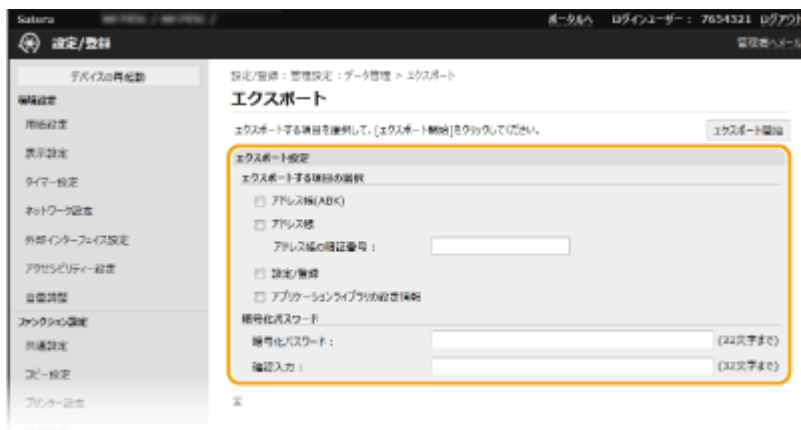 Satera
ポータルへ ログインユーザー： 7654321 ログアウト
設定/登録
管理者へメール
デバイスの再起動
環境設定
用紙設定
表示設定
タイマー設定
ネットワーク設定
外部インターフェイス設定
アクセシビリティー設定
音量調整
ファンクション設定
共通設定
コピー設定
プリンター設定
設定/登録：管理設定：データ管理 > エクスポート
エクスポート
エクスポートする項目を選択して、[エクスポート開始]をクリックしてください。
エクスポート開始
エクスポート設定
エクスポートする項目の選択
アドレス帳(ABK)
アドレス帳
アドレス帳の暗証番号：
設定/登録
アプリケーションライブラリの設定情報
暗号化パスワード
暗号化パスワード： (32文字まで)
確認入力： (32文字まで)